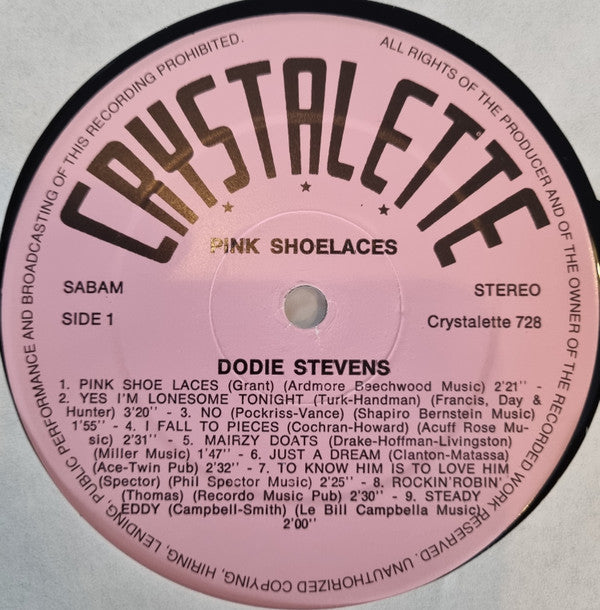 CRYSTALETTE
PINK SHOELACES
SABAM
STEREO
SIDE 1
Crystalette 728
DODIE STEVENS
1. PINK SHOE LACES (Grant) (Ardmore Beechwood Music) 2'21'' -
2. YES I'M LONESOME TONIGHT (Turk-Handman) (Francis, Day &
Hunter) 3'20'' - 3. NO (Pockriss-Vance) (Shapiro Bernstein Music)
1'55'' - 4. I FALL TO PIECES (Cochran-Howard) (Acuff Rose Mu-
sic) 2'31'' - 5. MAIRZY DOATS (Drake-Hoffman-Livingston)
(Miller Music) 1'47'' - 6. JUST A DREAM (Clanton-Matassa)
(Ace-Twin Pub) 2'32'' - 7. TO KNOW HIM IS TO LOVE HIM
(Spector) (Phil Spector Music) 2'25'' - 8. ROCKIN'ROBIN'
(Thomas) (Recordo Music Pub) 2'30'' - 9. STEADY
EDDY (Campbell-Smith) (Le Bill Campbella Music)
2'00''
ALL RIGHTS OF THE PRODUCER AND OF THE OWNER OF THE RECORDED WORK RESERVED. UNAUTHORIZED COPYING, HIRING, LENDING, PUBLIC PERFORMANCE AND BROADCASTING OF THIS RECORDING PROHIBITED.